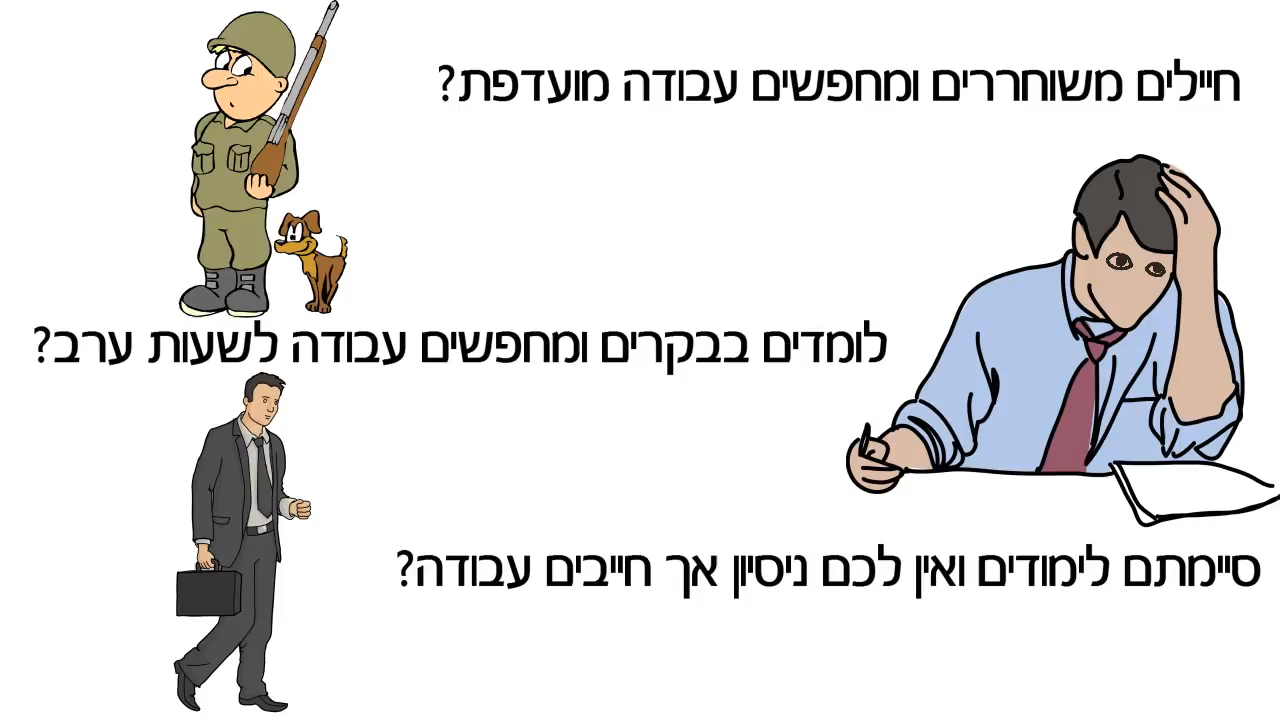 חיילים משוחררים ומחפשים עבודה מועדפת?
לומדים בבקרים ומחפשים עבודה לשעות ערב?
סיימתם לימודים ואין לכם ניסיון אך חייבים עבודה?